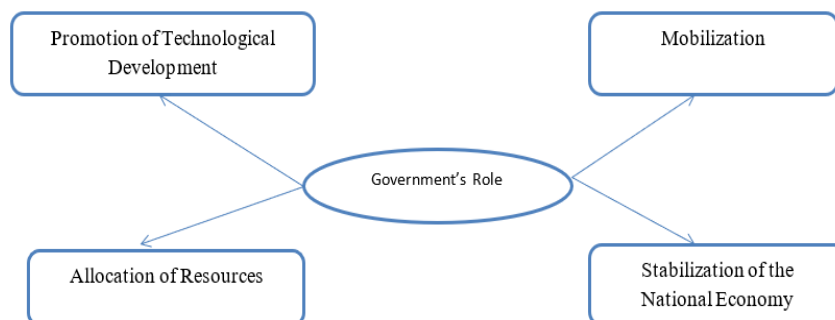 Promotion of Technological
Development
Mobilization
Government's Role
Allocation of Resources
Stabilization of the
National Economy